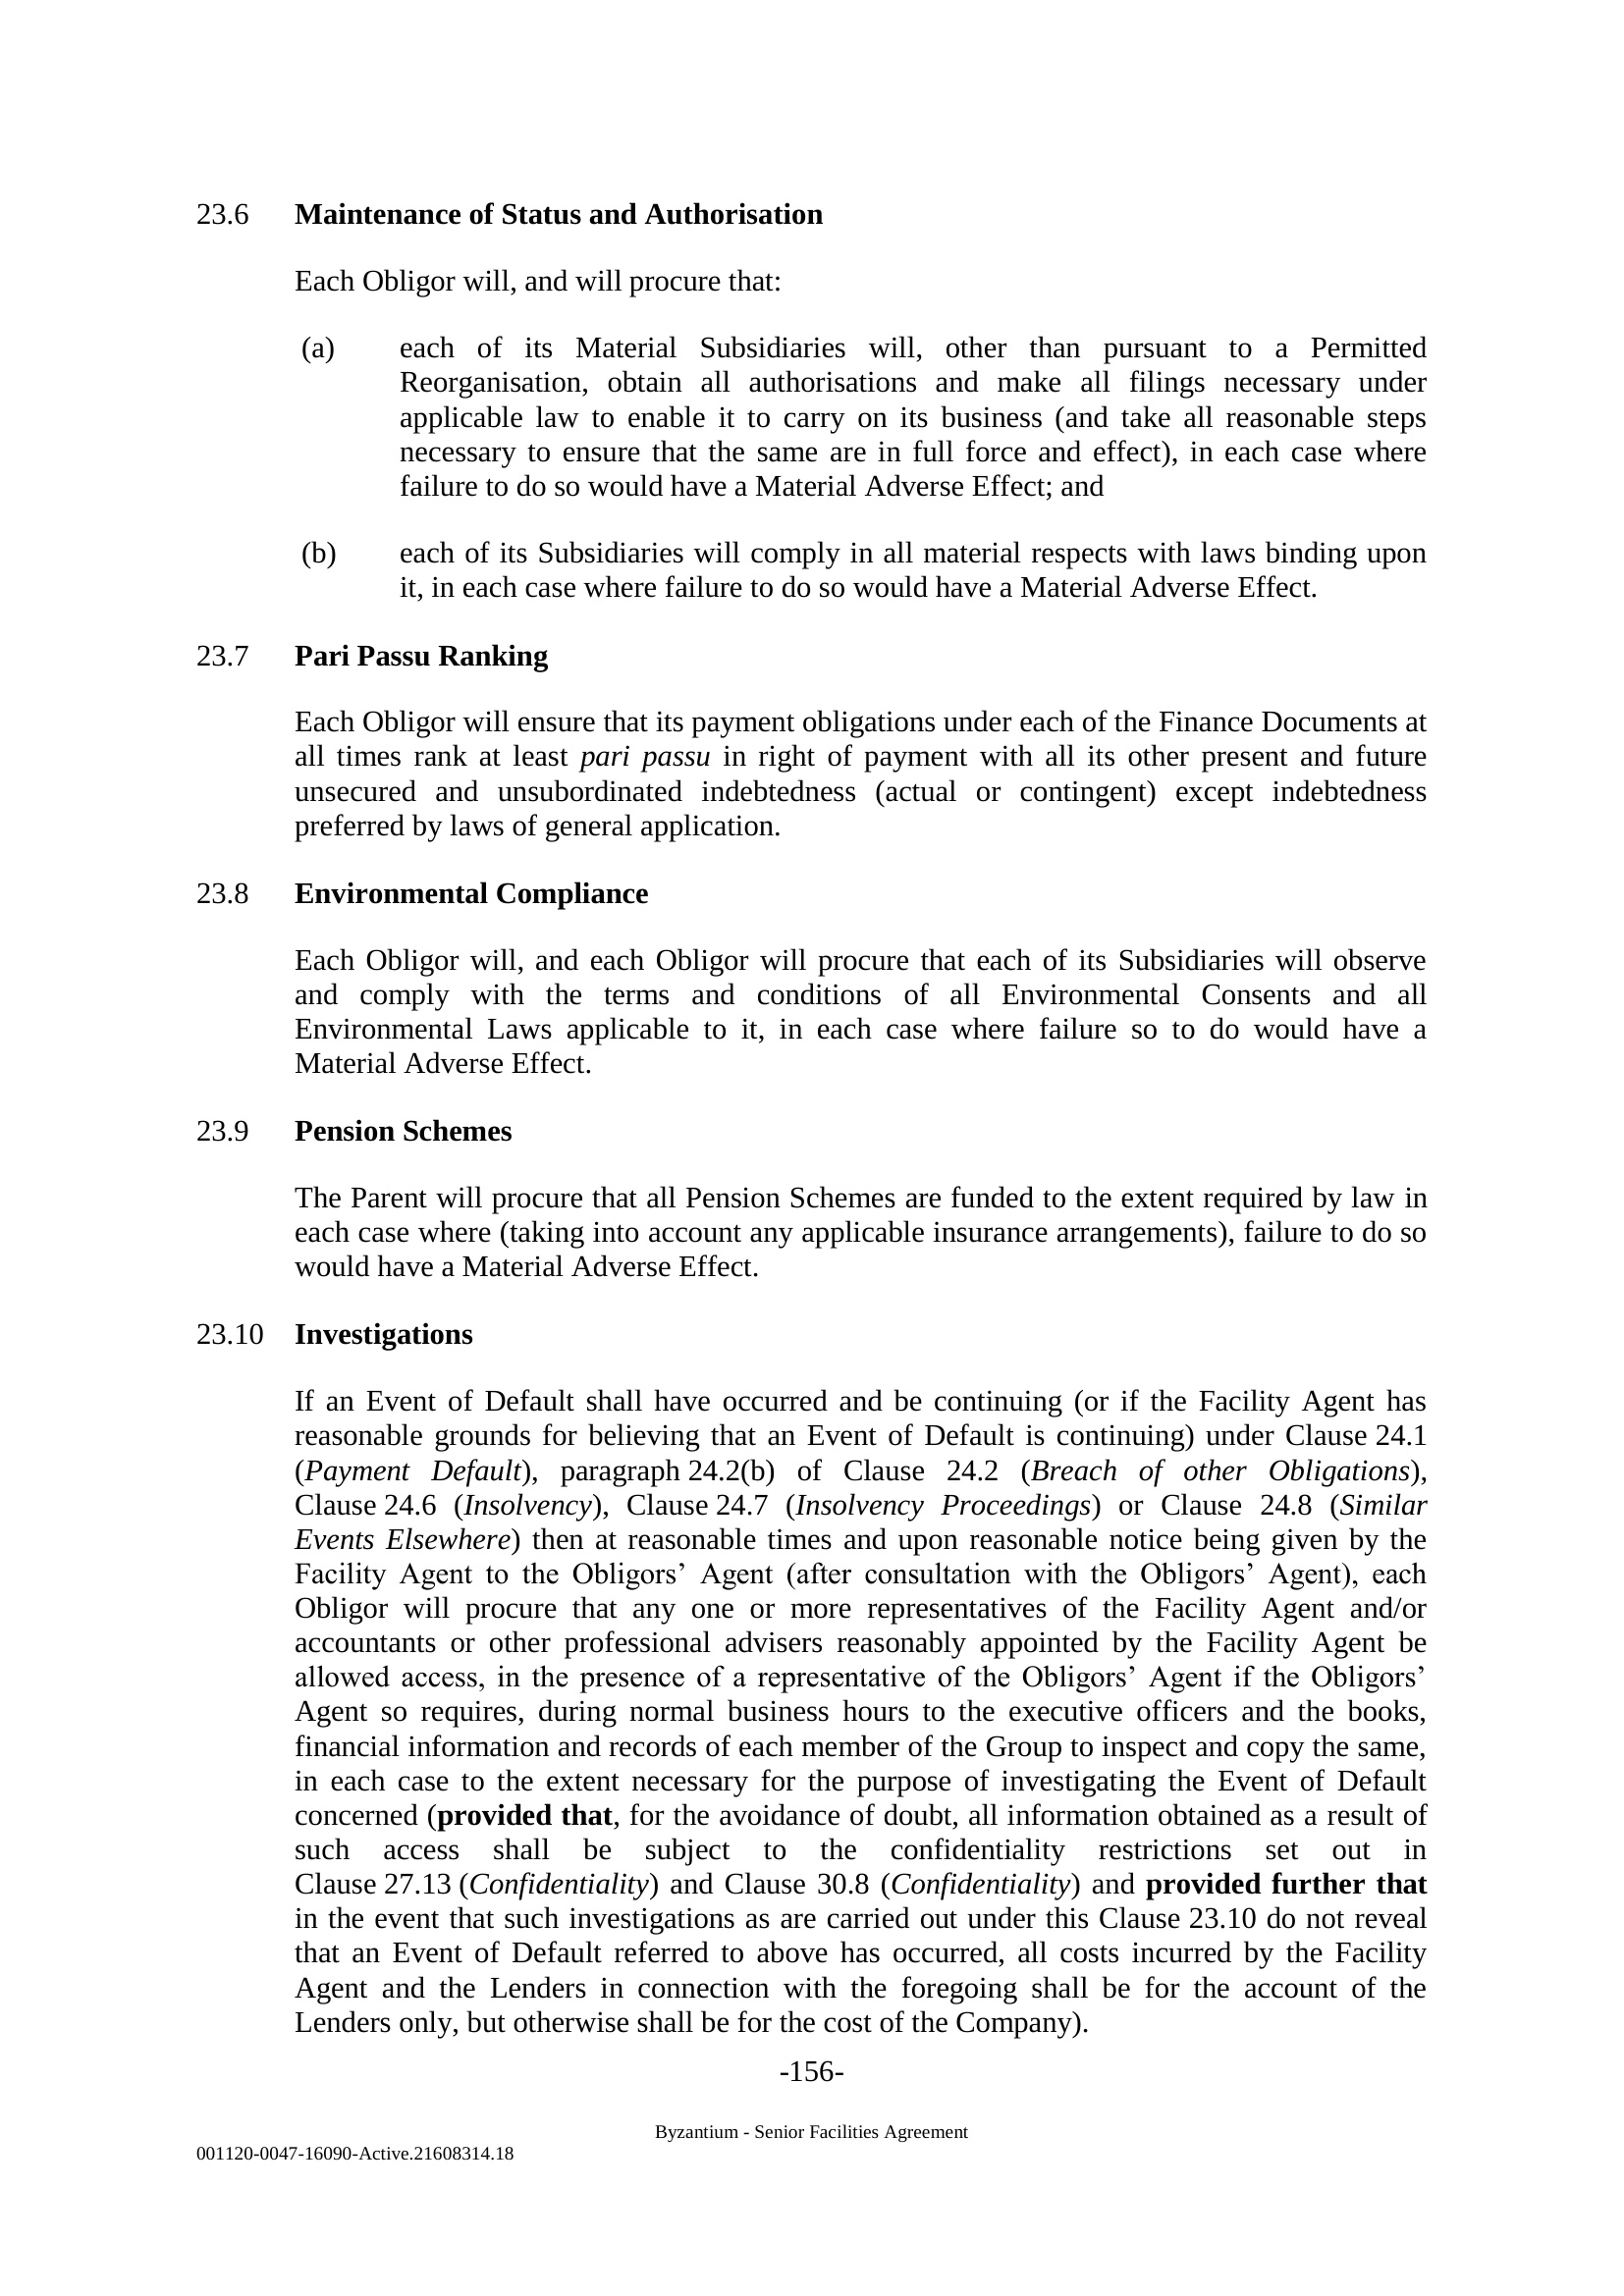 23.6 Maintenance of Status and Authorisation
Each Obligor will, and will procure that:
(a) each of its Material Subsidiaries will, other than pursuant to a Permitted
Reorganisation, obtain all authorisations and make all filings necessary under
applicable law to enable it to carry on its business (and take all reasonable steps
necessary to ensure that the same are in full force and effect), in each case where
failure to do so would have a Material Adverse Effect; and
(b) each of its Subsidiaries will comply in all material respects with laws binding upon
it, in each case where failure to do so would have a Material Adverse Effect.
23.7 Pari Passu Ranking
Each Obligor will ensure that its payment obligations under each of the Finance Documents at
all times rank at least pari passu in right of payment with all its other present and future
unsecured and unsubordinated indebtedness (actual or contingent) except indebtedness
preferred by laws of general application.
23.8 Environmental Compliance
Each Obligor will, and each Obligor will procure that each of its Subsidiaries will observe
and comply with the terms and conditions of all Environmental Consents and all
Environmental Laws applicable to it, in each case where failure so to do would have a
Material Adverse Effect.
23.9 Pension Schemes
The Parent will procure that all Pension Schemes are funded to the extent required by law in
each case where (taking into account any applicable insurance arrangements), failure to do so
would have a Material Adverse Effect.
23.10 Investigations
If an Event of Default shall have occurred and be continuing (or if the Facility Agent has
reasonable grounds for believing that an Event of Default is continuing) under Clause 24.1
(Payment Default), paragraph 24.2(b) of Clause 24.2 (Breach of other Obligations),
Clause 24.6 (Insolvency), Clause 24.7 (Insolvency Proceedings) or Clause 24.8 (Similar
Events Elsewhere) then at reasonable times and upon reasonable notice being given by the
Facility Agent to the Obligors’ Agent (after consultation with the Obligors’ Agent), each
Obligor will procure that any one or more representatives of the Facility Agent and/or
accountants or other professional advisers reasonably appointed by the Facility Agent be
allowed access, in the presence of a representative of the Obligors’ Agent if the Obligors’
Agent so requires, during normal business hours to the executive officers and the books,
financial information and records of each member of the Group to inspect and copy the same,
in each case to the extent necessary for the purpose of investigating the Event of Default
concerned (provided that, for the avoidance of doubt, all information obtained as a result of
such access shall be subject to the confidentiality restrictions set out in
Clause 27.13 (Confidentiality) and Clause 30.8 (Confidentiality) and provided further that
in the event that such investigations as are carried out under this Clause 23.10 do not reveal
that an Event of Default referred to above has occurred, all costs incurred by the Facility
Agent and the Lenders in connection with the foregoing shall be for the account of the
Lenders only, but otherwise shall be for the cost of the Company).
-156-
Byzantium - Senior Facilities Agreement
001120-0047-16090-Active.21608314.18